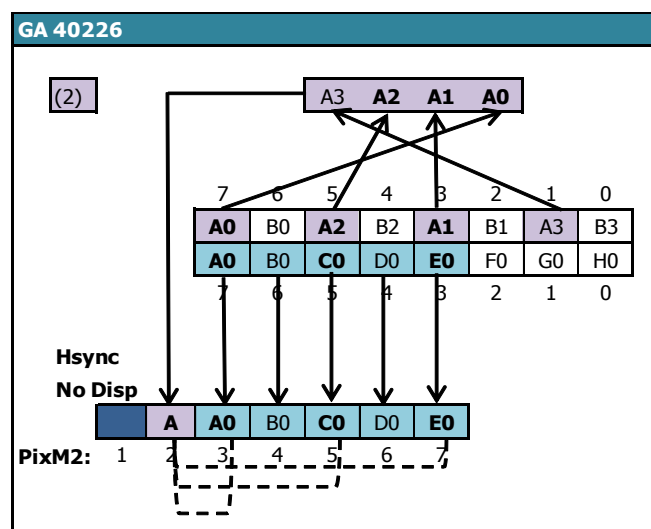 GA 40226
(2) A3 A2 A1 A0
7 6 5 4 3 2 1 0
A0 B0 A2 B2 A1 B1 A3 B3
A0 B0 C0 D0 E0 F0 G0 H0
7 6 5 4 3 2 1 0
Hsync
No Disp
A A0 B0 C0 D0 E0
PixM2: 1 2 3 4 5 6 7